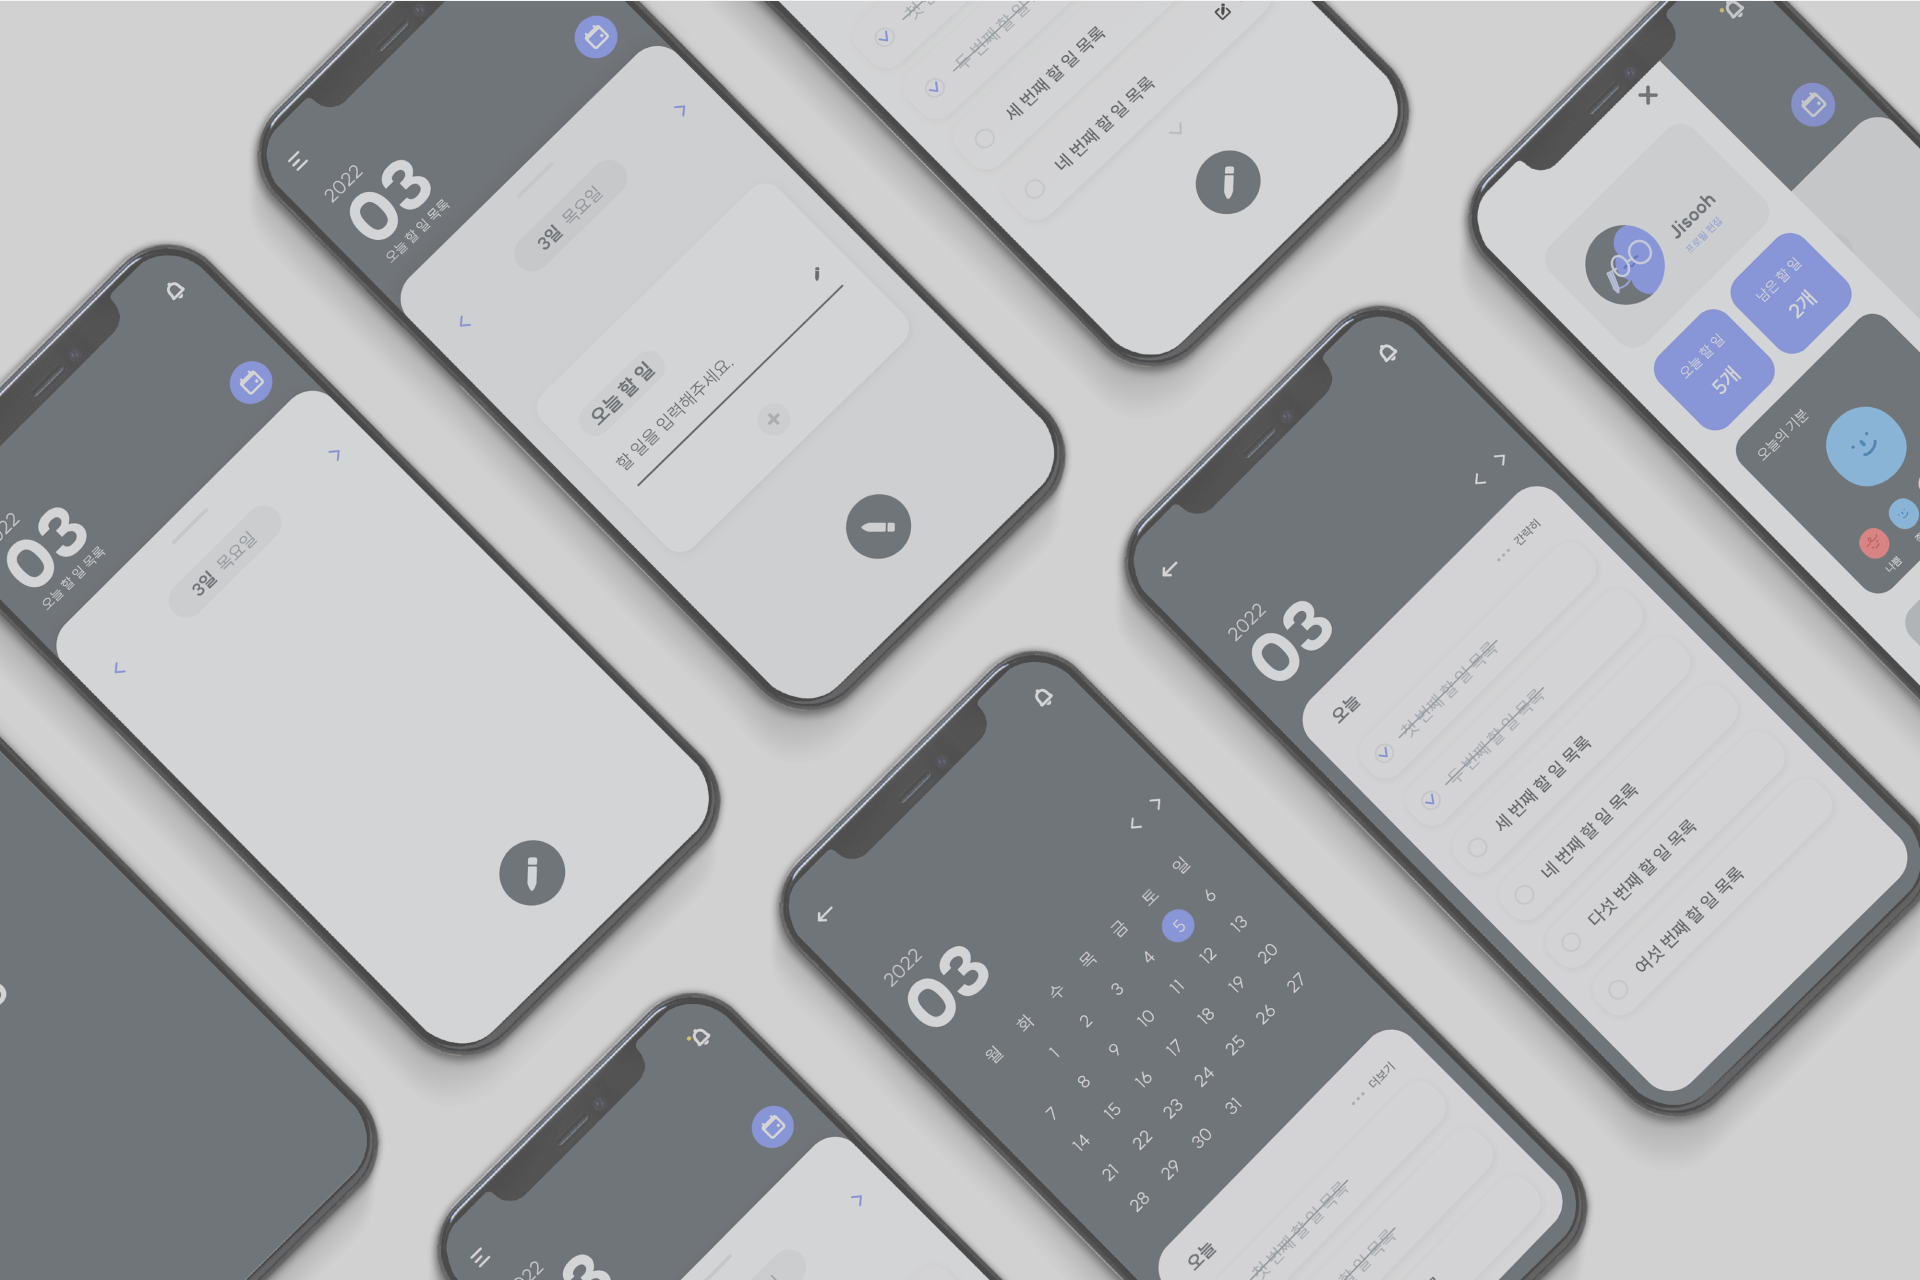 2022
03
오늘 할 일 목록
3일 목요일
오늘 할 일
할 일을 입력해주세요.
두 번째 할 일 목록
세 번째 할 일 목록
네 번째 할 일 목록
Jisooh
프로필 편집
오늘 할 일
5개
남은 할 일
2개
오늘의 기분
나쁨
03
오늘 할 일 목록
3일 목요일
2022
03
간략히
오늘
첫 번째 할 일 목록
두 번째 할 일 목록
세 번째 할 일 목록
네 번째 할 일 목록
다섯 번째 할 일 목록
여섯 번째 할 일 목록
2022
03
월 화 수 목 금 토 일
1 2 3 4 5 6
7 8 9 10 11 12 13
14 15 16 17 18 19 20
21 22 23 24 25 26 27
28 29 30 31
더보기
오늘
첫 번째 할 일 목록